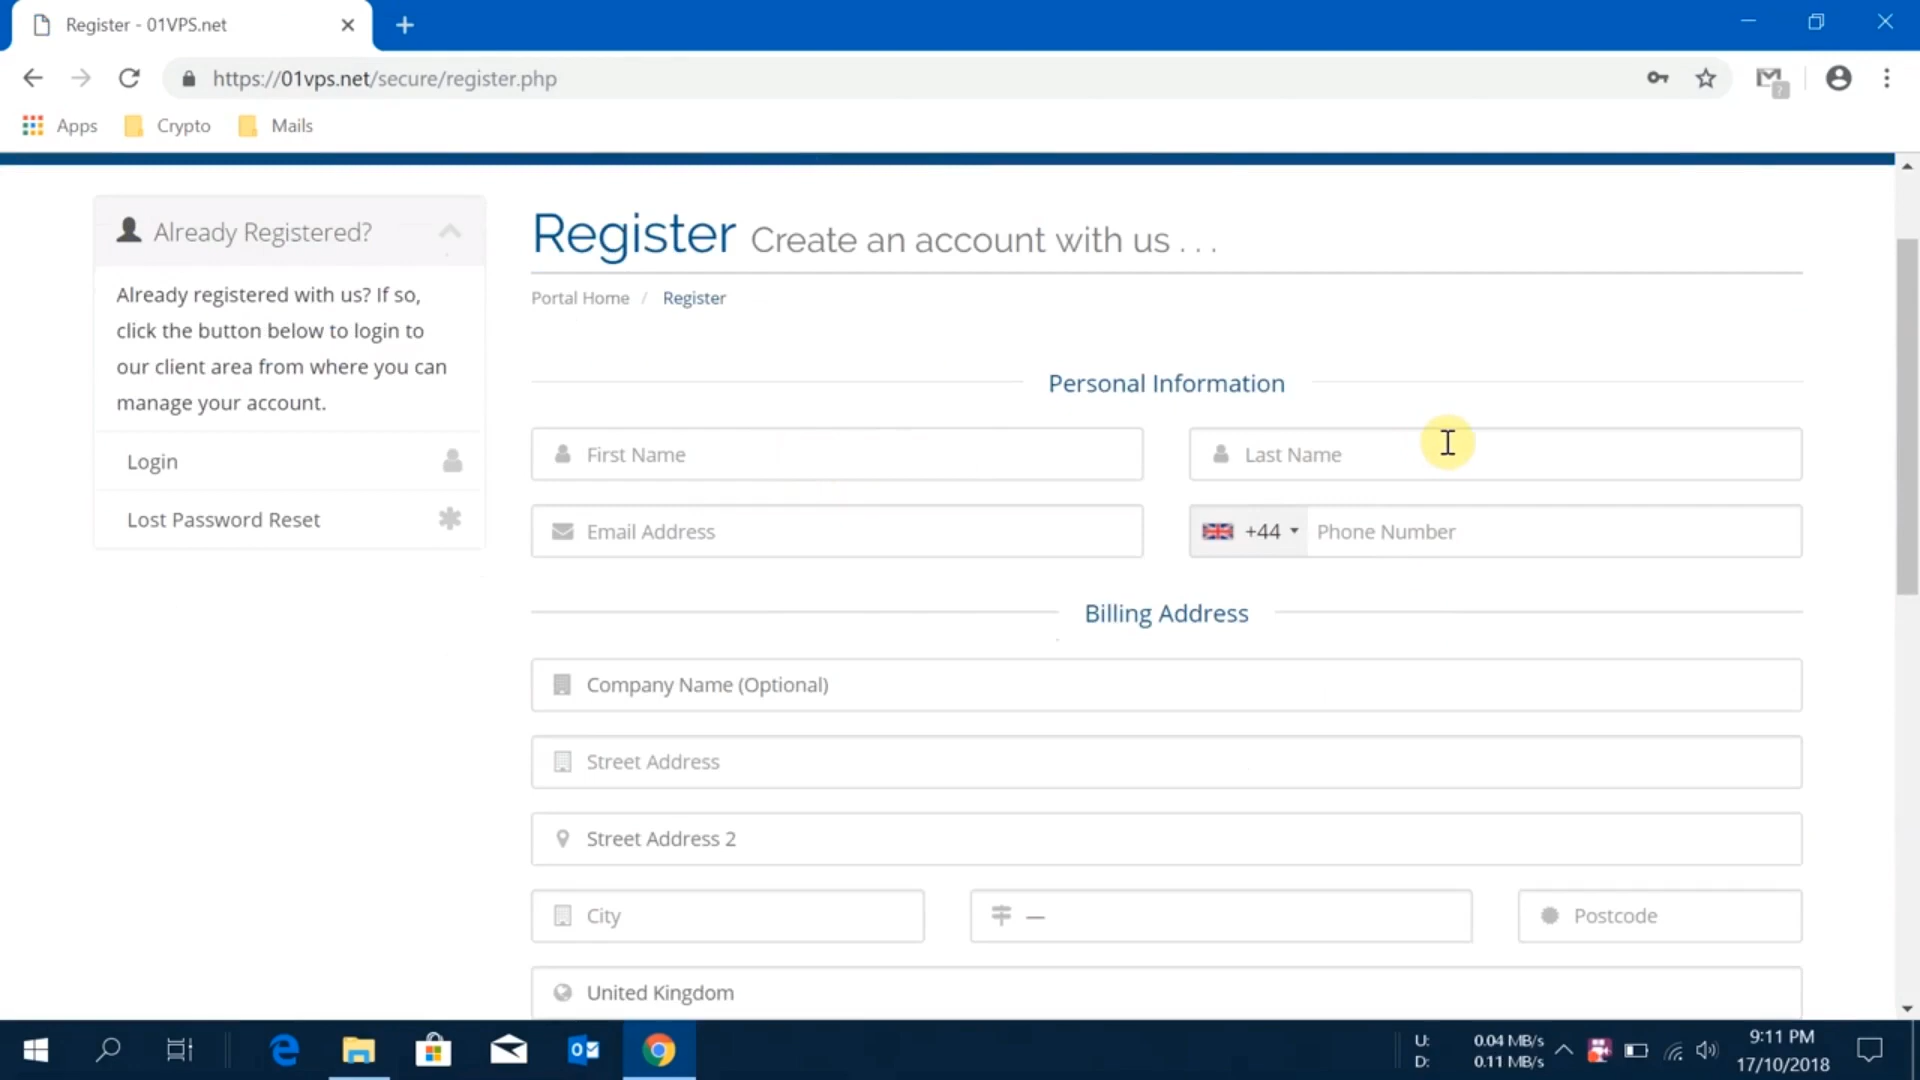 Register - 01VPS.net
https://01vps.net/secure/register.php
Apps
Crypto
Mails
Already Registered?
Already registered with us? If so,
click the button below to login to
our client area from where you can
manage your account.
Login
Lost Password Reset
Register Create an account with us . . .
Portal Home / Register
Personal Information
First Name
Last Name
Email Address
+44 Phone Number
Billing Address
Company Name (Optional)
Street Address
Street Address 2
City
—
Postcode
United Kingdom
U: 0.04 MB/s
D: 0.11 MB/s
9:11 PM
17/10/2018